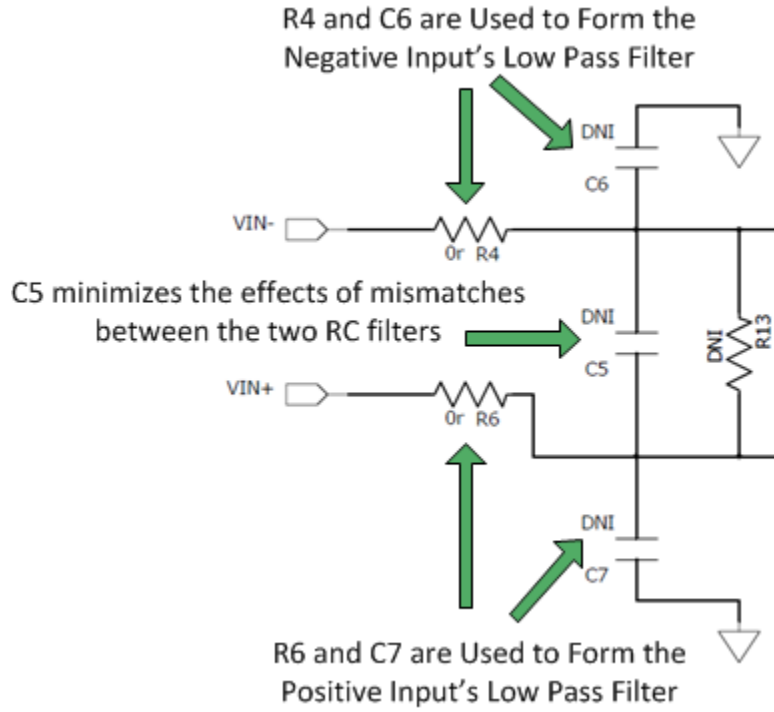 R4 and C6 are Used to Form the
Negative Input's Low Pass Filter
DNI
C6
VIN-
0r R4
C5 minimizes the effects of mismatches
between the two RC filters
DNI
C5
DNI
R13
VIN+
0r R6
DNI
C7
R6 and C7 are Used to Form the
Positive Input's Low Pass Filter